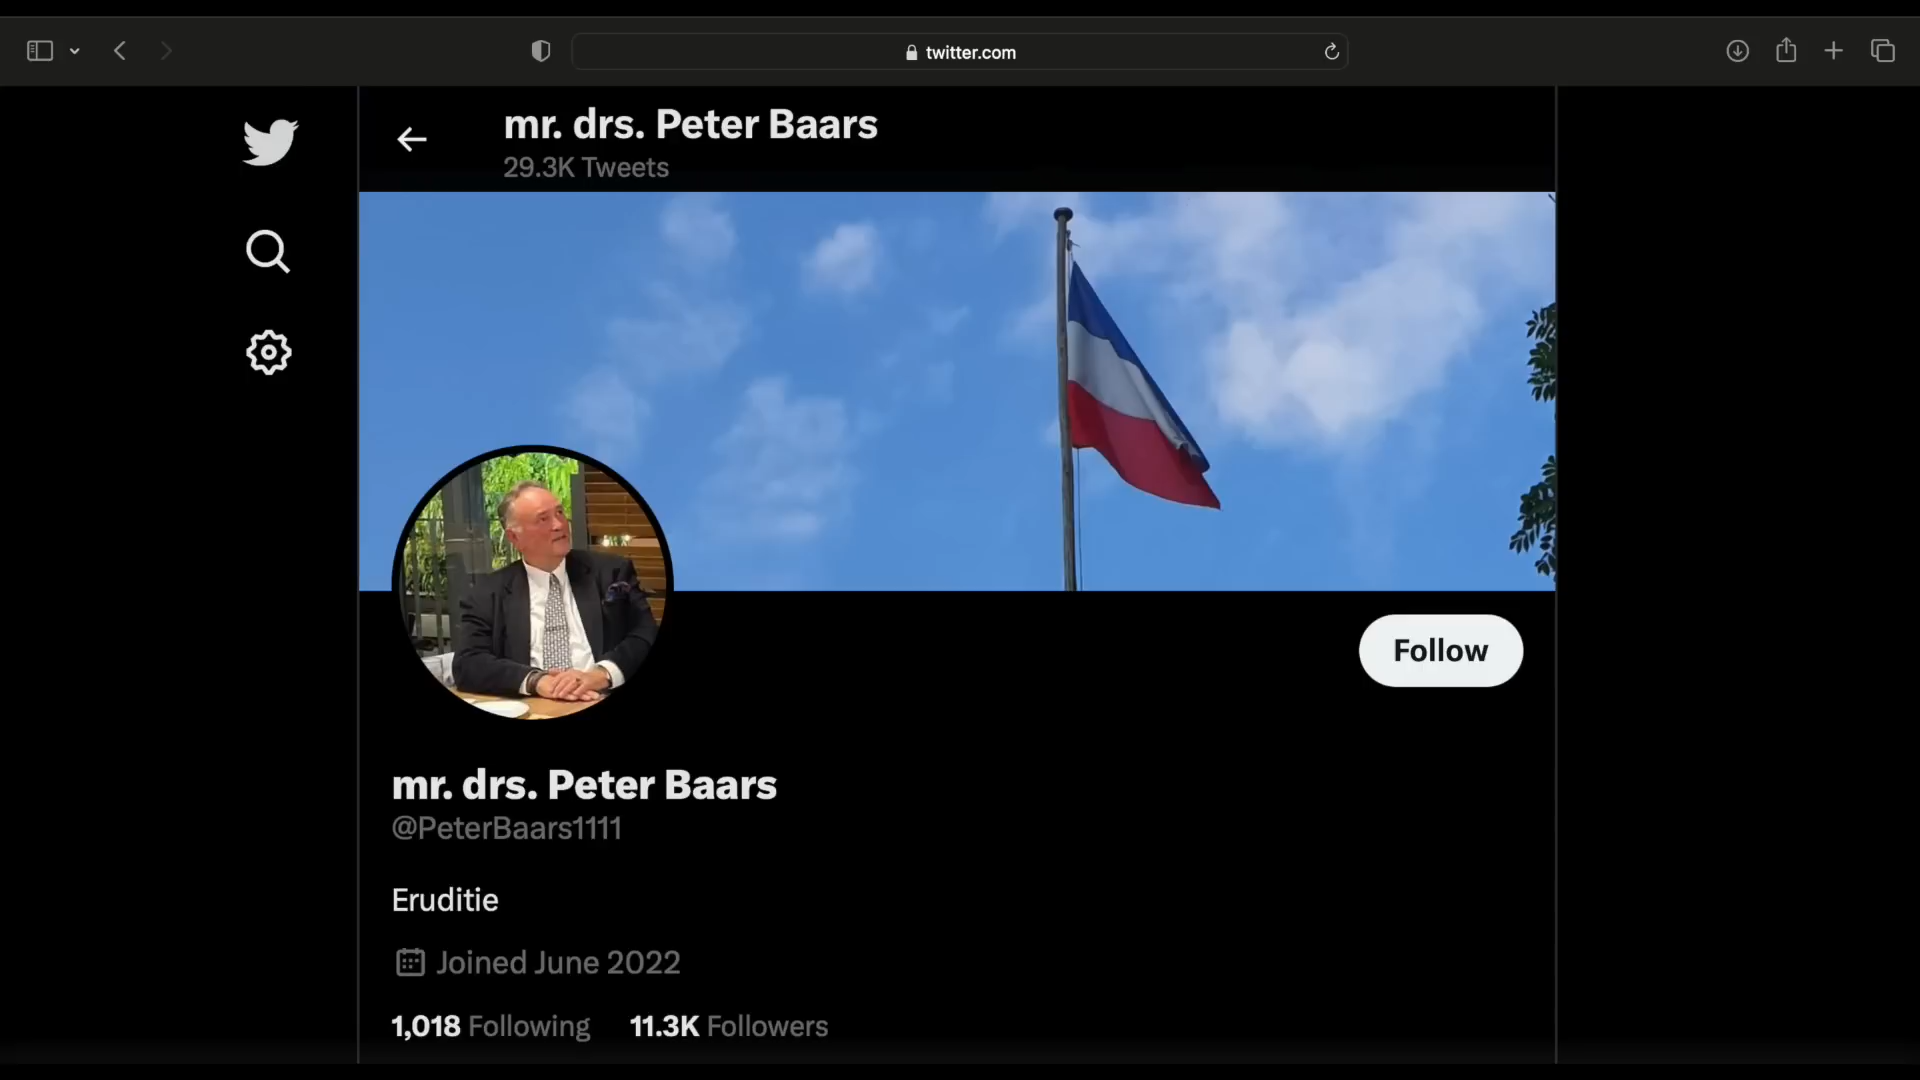 twitter.com
mr. drs. Peter Baars
29.3K Tweets
Follow
mr. drs. Peter Baars
@PeterBaars1111
Eruditie
Joined June 2022
1,018 Following 11.3K Followers